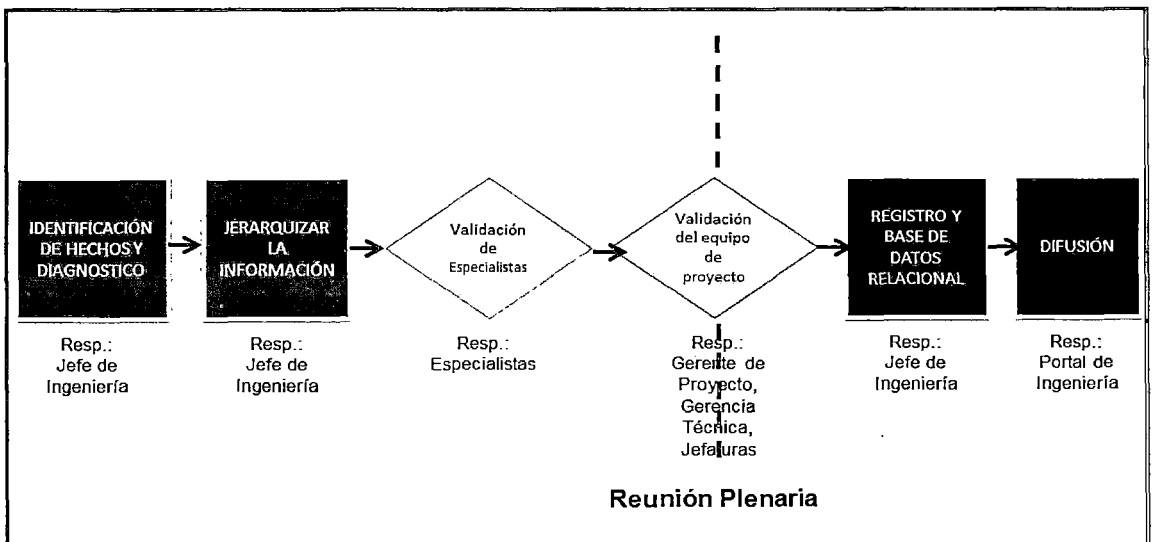 IDENTIFICACIÓN
DE HECHOS Y
DIAGNOSTICO
JERARQUIZAR
LA
INFORMACIÓN
Validación
de
Especialistas
Validación
del equipo
de
proyecto
REGISTRO Y
BASE DE
DATOS
RELACIONAL
DIFUSIÓN
Resp.:
Jefe de
Ingeniería
Resp.:
Jefe de
Ingeniería
Resp.:
Especialistas
Resp.:
Gerente de
Proyecto,
Gerencia
Técnica,
Jefaturas
Resp.:
Jefe de
Ingeniería
Resp.:
Portal de
Ingeniería
Reunión Plenaria